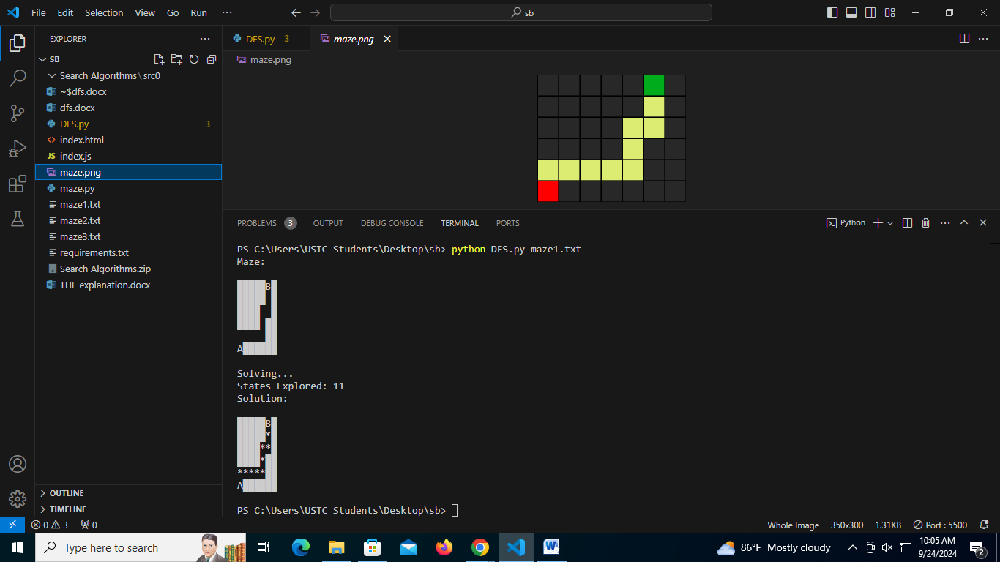 File Edit Selection View Go Run ···
sb
EXPLORER
DFS.py 3
maze.png
SB
maze.png
Search Algorithms\src0
~$dfs.docx
dfs.docx
DFS.py 3
index.html
JS index.js
maze.png
maze.py
maze1.txt
maze2.txt
maze3.txt
requirements.txt
Search Algorithms.zip
THE explanation.docx
OUTLINE
TIMELINE
PROBLEMS 3 OUTPUT DEBUG CONSOLE TERMINAL PORTS
Python
PS C:\Users\USTC Students\Desktop\sb> python DFS.py maze1.txt
Maze:
█████B█
█████ █
████  █
████ ██
     ██
A██████
Solving...
States Explored: 11
Solution:
█████B█
█████*█
████**█
████*██
*****██
A██████
PS C:\Users\USTC Students\Desktop\sb>
0 3 0
Whole Image 350x300 1.31KB Port : 5500
Type here to search
86°F Mostly cloudy
10:05 AM
9/24/2024
2